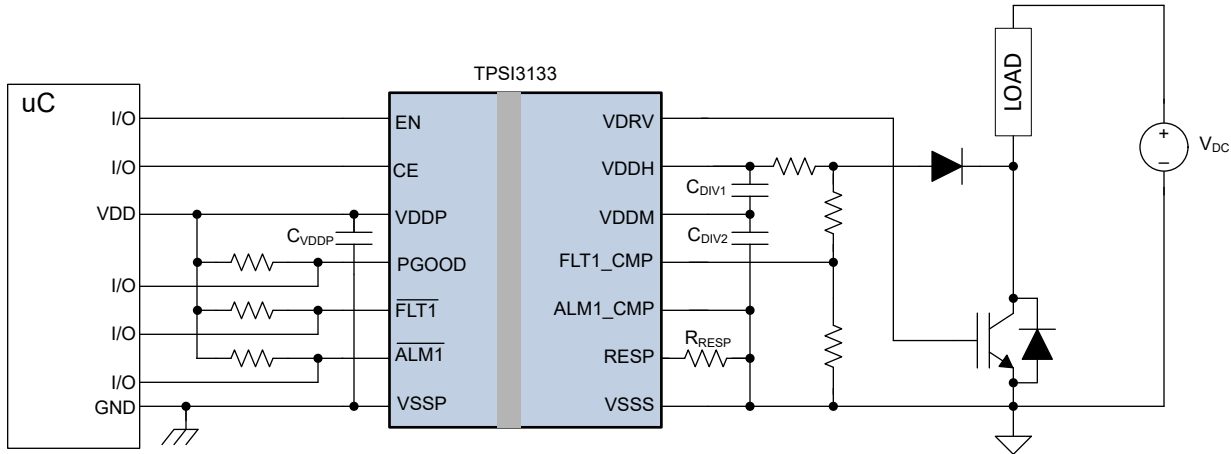 TPSI3133
uC
I/O
I/O
VDD
I/O
I/O
I/O
GND
C_VDDP
EN
CE
VDDP
PGOOD
FLT1
ALM1
VSSP
VDRV
VDDH
VDDM
FLT1_CMP
ALM1_CMP
RESP
VSSS
C_DIV1
C_DIV2
R_RESP
LOAD
+
–
V_DC